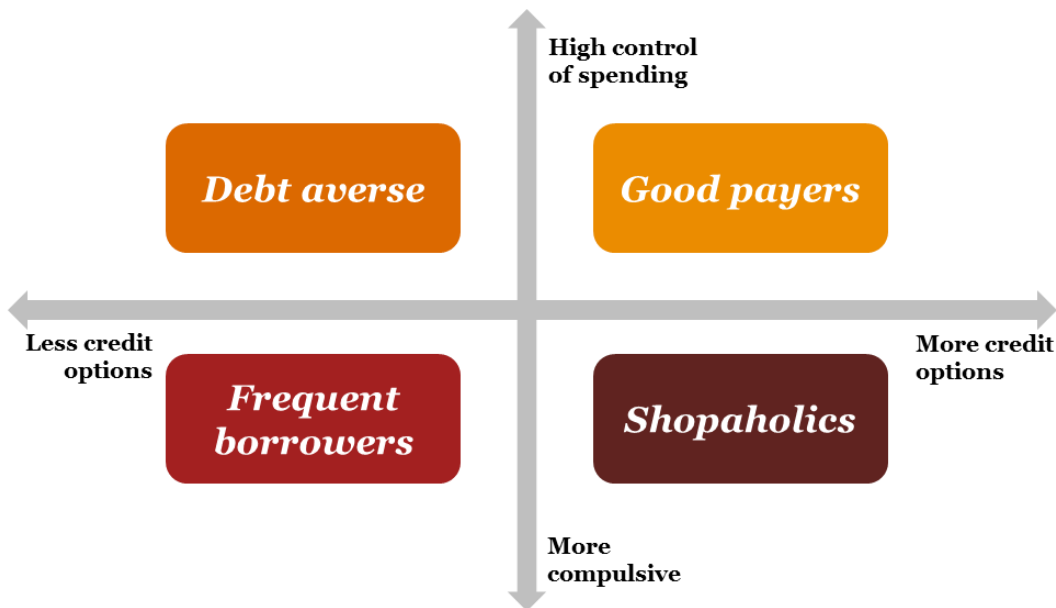 High control
of spending
Debt averse
Good payers
Less credit
options
More credit
options
Frequent
borrowers
Shopaholics
More
compulsive